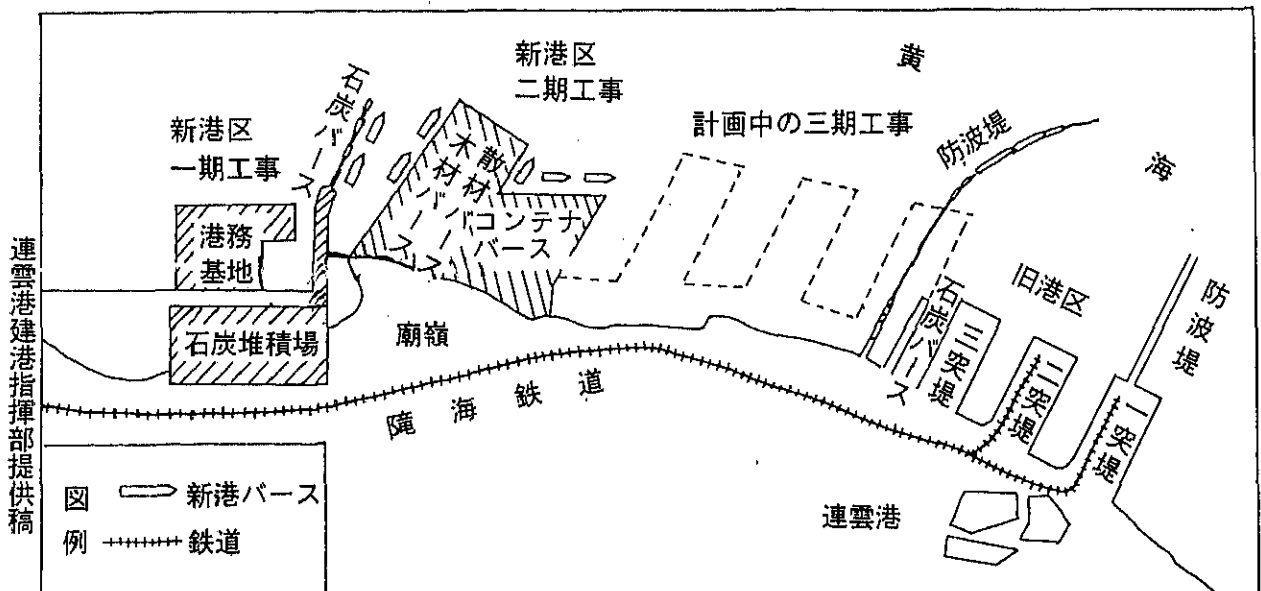 連雲港建港指揮部提供稿
新港区
一期工事
石炭バース
新港区
二期工事
黄海
計画中の三期工事
防波堤
木材バース
散材バース
コンテナ
バース
港務
基地
石炭堆積場
廟嶺
隴海鉄道
石炭バース
三突堤
旧港区
二突堤
一突堤
防波堤
連雲港
図例
新港バース
鉄道